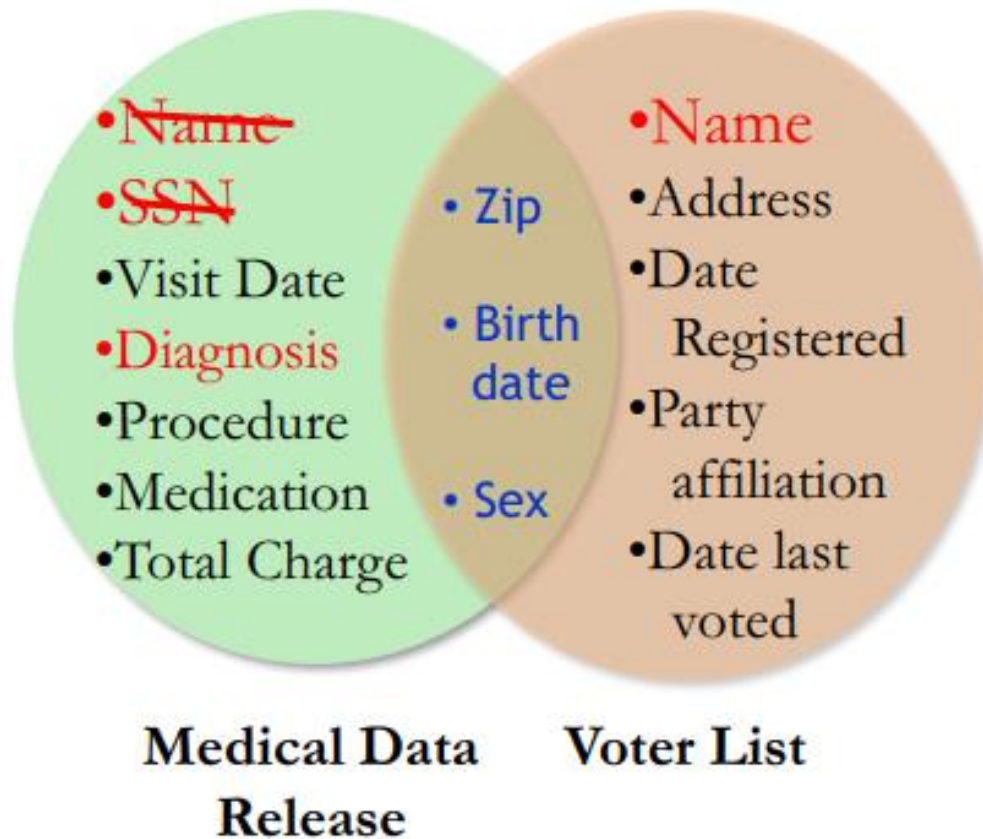 •Name
•SSN
•Visit Date
•Diagnosis
•Procedure
•Medication
•Total Charge
• Zip
• Birth
date
• Sex
•Name
•Address
•Date
Registered
•Party
affiliation
•Date last
voted
Medical Data
Release
Voter List